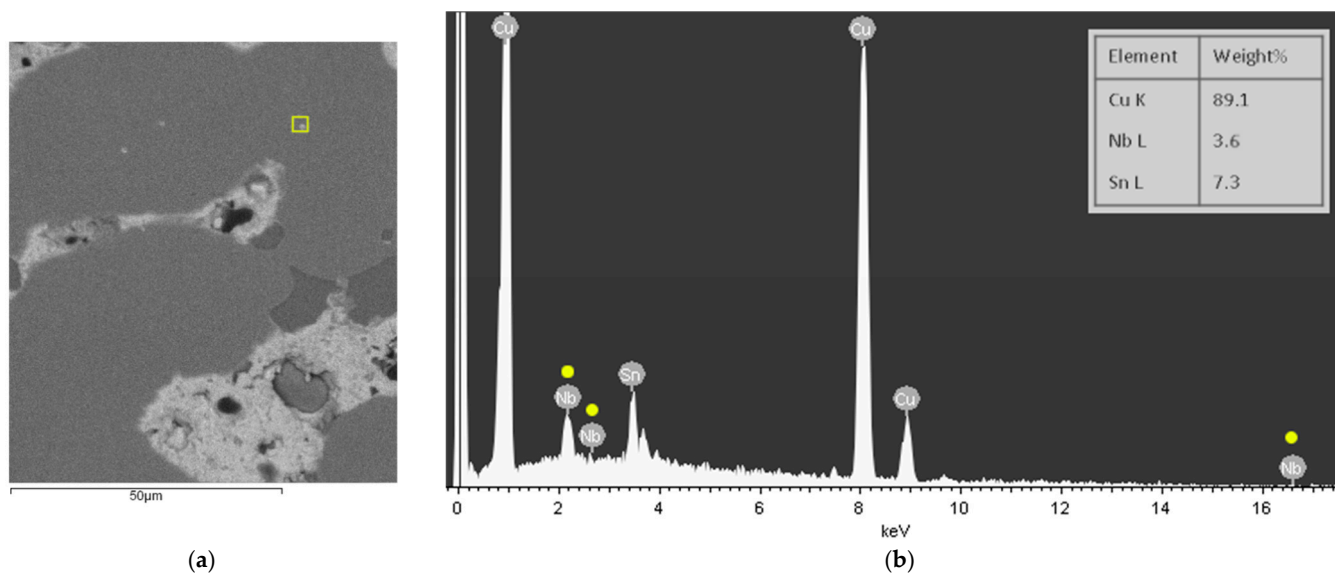 Cu
Cu
Element Weight%
Cu K 89.1
Nb L 3.6
Sn L 7.3
Sn
Nb
Nb
Cu
Nb
50µm
0 2 4 6 8 10 12 14 16
keV
(a)
(b)